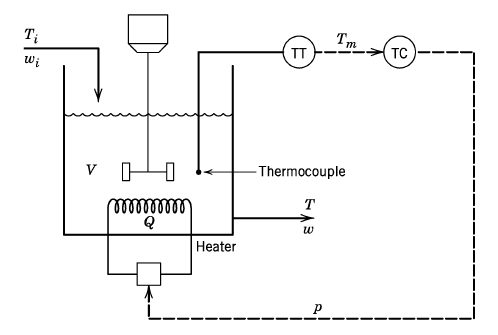 T_i
w_i
TT
T_m
TC
V
Thermocouple
T
w
Q
Heater
p